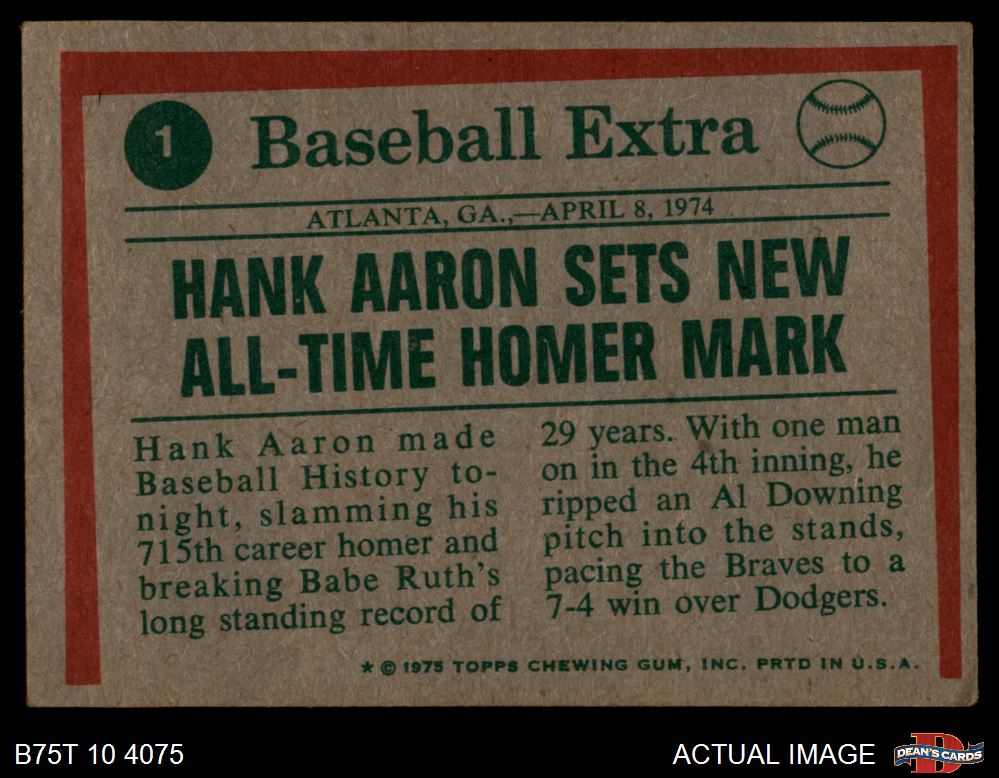 1
Baseball Extra
ATLANTA, GA.,—APRIL 8, 1974
HANK AARON SETS NEW
ALL-TIME HOMER MARK
Hank Aaron made
Baseball History to-
night, slamming his
715th career homer and
breaking Babe Ruth's
long standing record of
29 years. With one man
on in the 4th inning, he
ripped an Al Downing
pitch into the stands,
pacing the Braves to a
7-4 win over Dodgers.
* © 1975 TOPPS CHEWING GUM, INC. PRTD IN U.S.A.
B75T 10 4075
ACTUAL IMAGE
D
DEAN'S CARDS